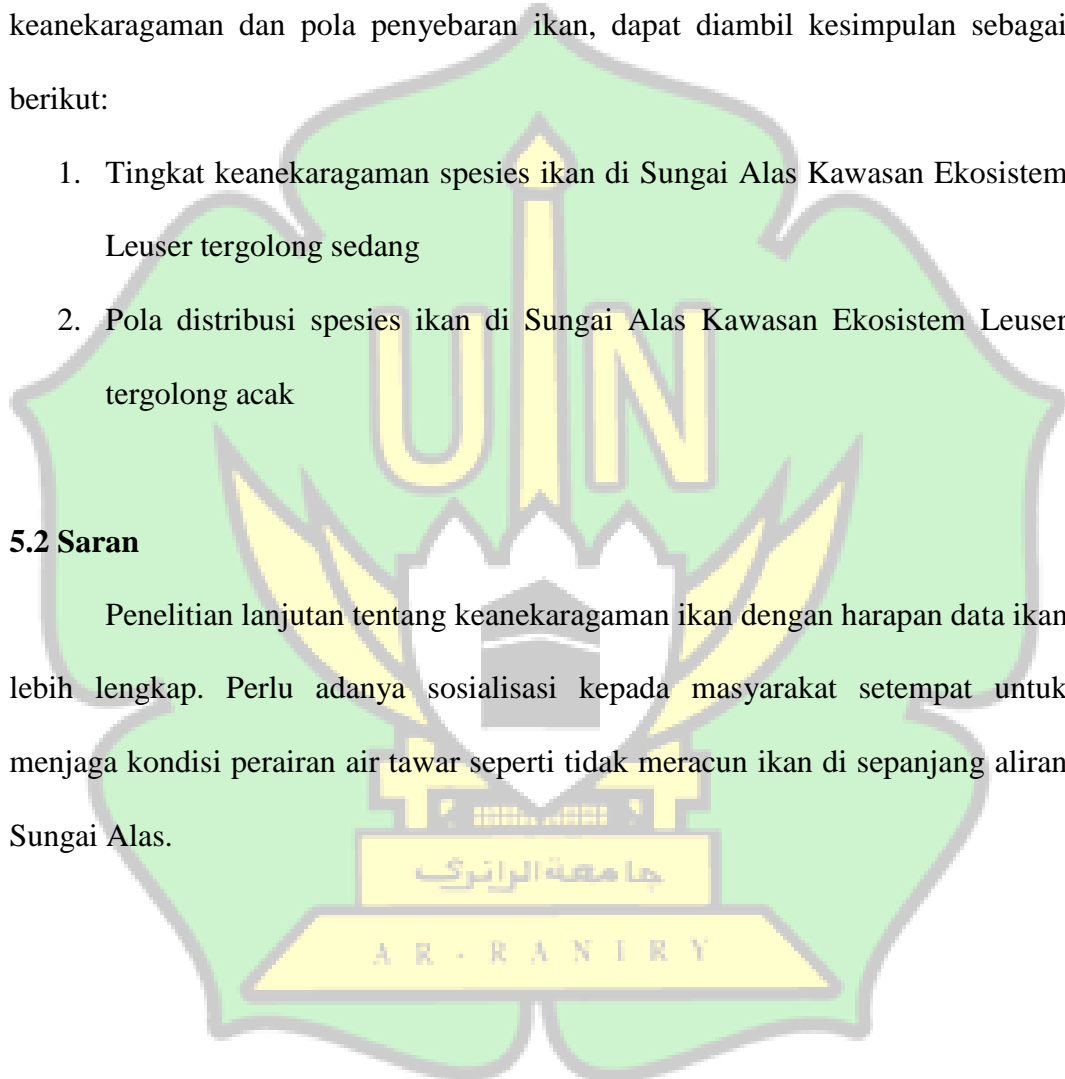 keanekaragaman dan pola penyebaran ikan, dapat diambil kesimpulan sebagai
berikut:
1. Tingkat keanekaragaman spesies ikan di Sungai Alas Kawasan Ekosistem
Leuser tergolong sedang
2. Pola distribusi spesies ikan di Sungai Alas Kawasan Ekosistem Leuser
tergolong acak
UIN
5.2 Saran
Penelitian lanjutan tentang keanekaragaman ikan dengan harapan data ikan
lebih lengkap. Perlu adanya sosialisasi kepada masyarakat setempat untuk
menjaga kondisi perairan air tawar seperti tidak meracun ikan di sepanjang aliran
Sungai Alas.
جامعة الرانري
AR-RANIRY